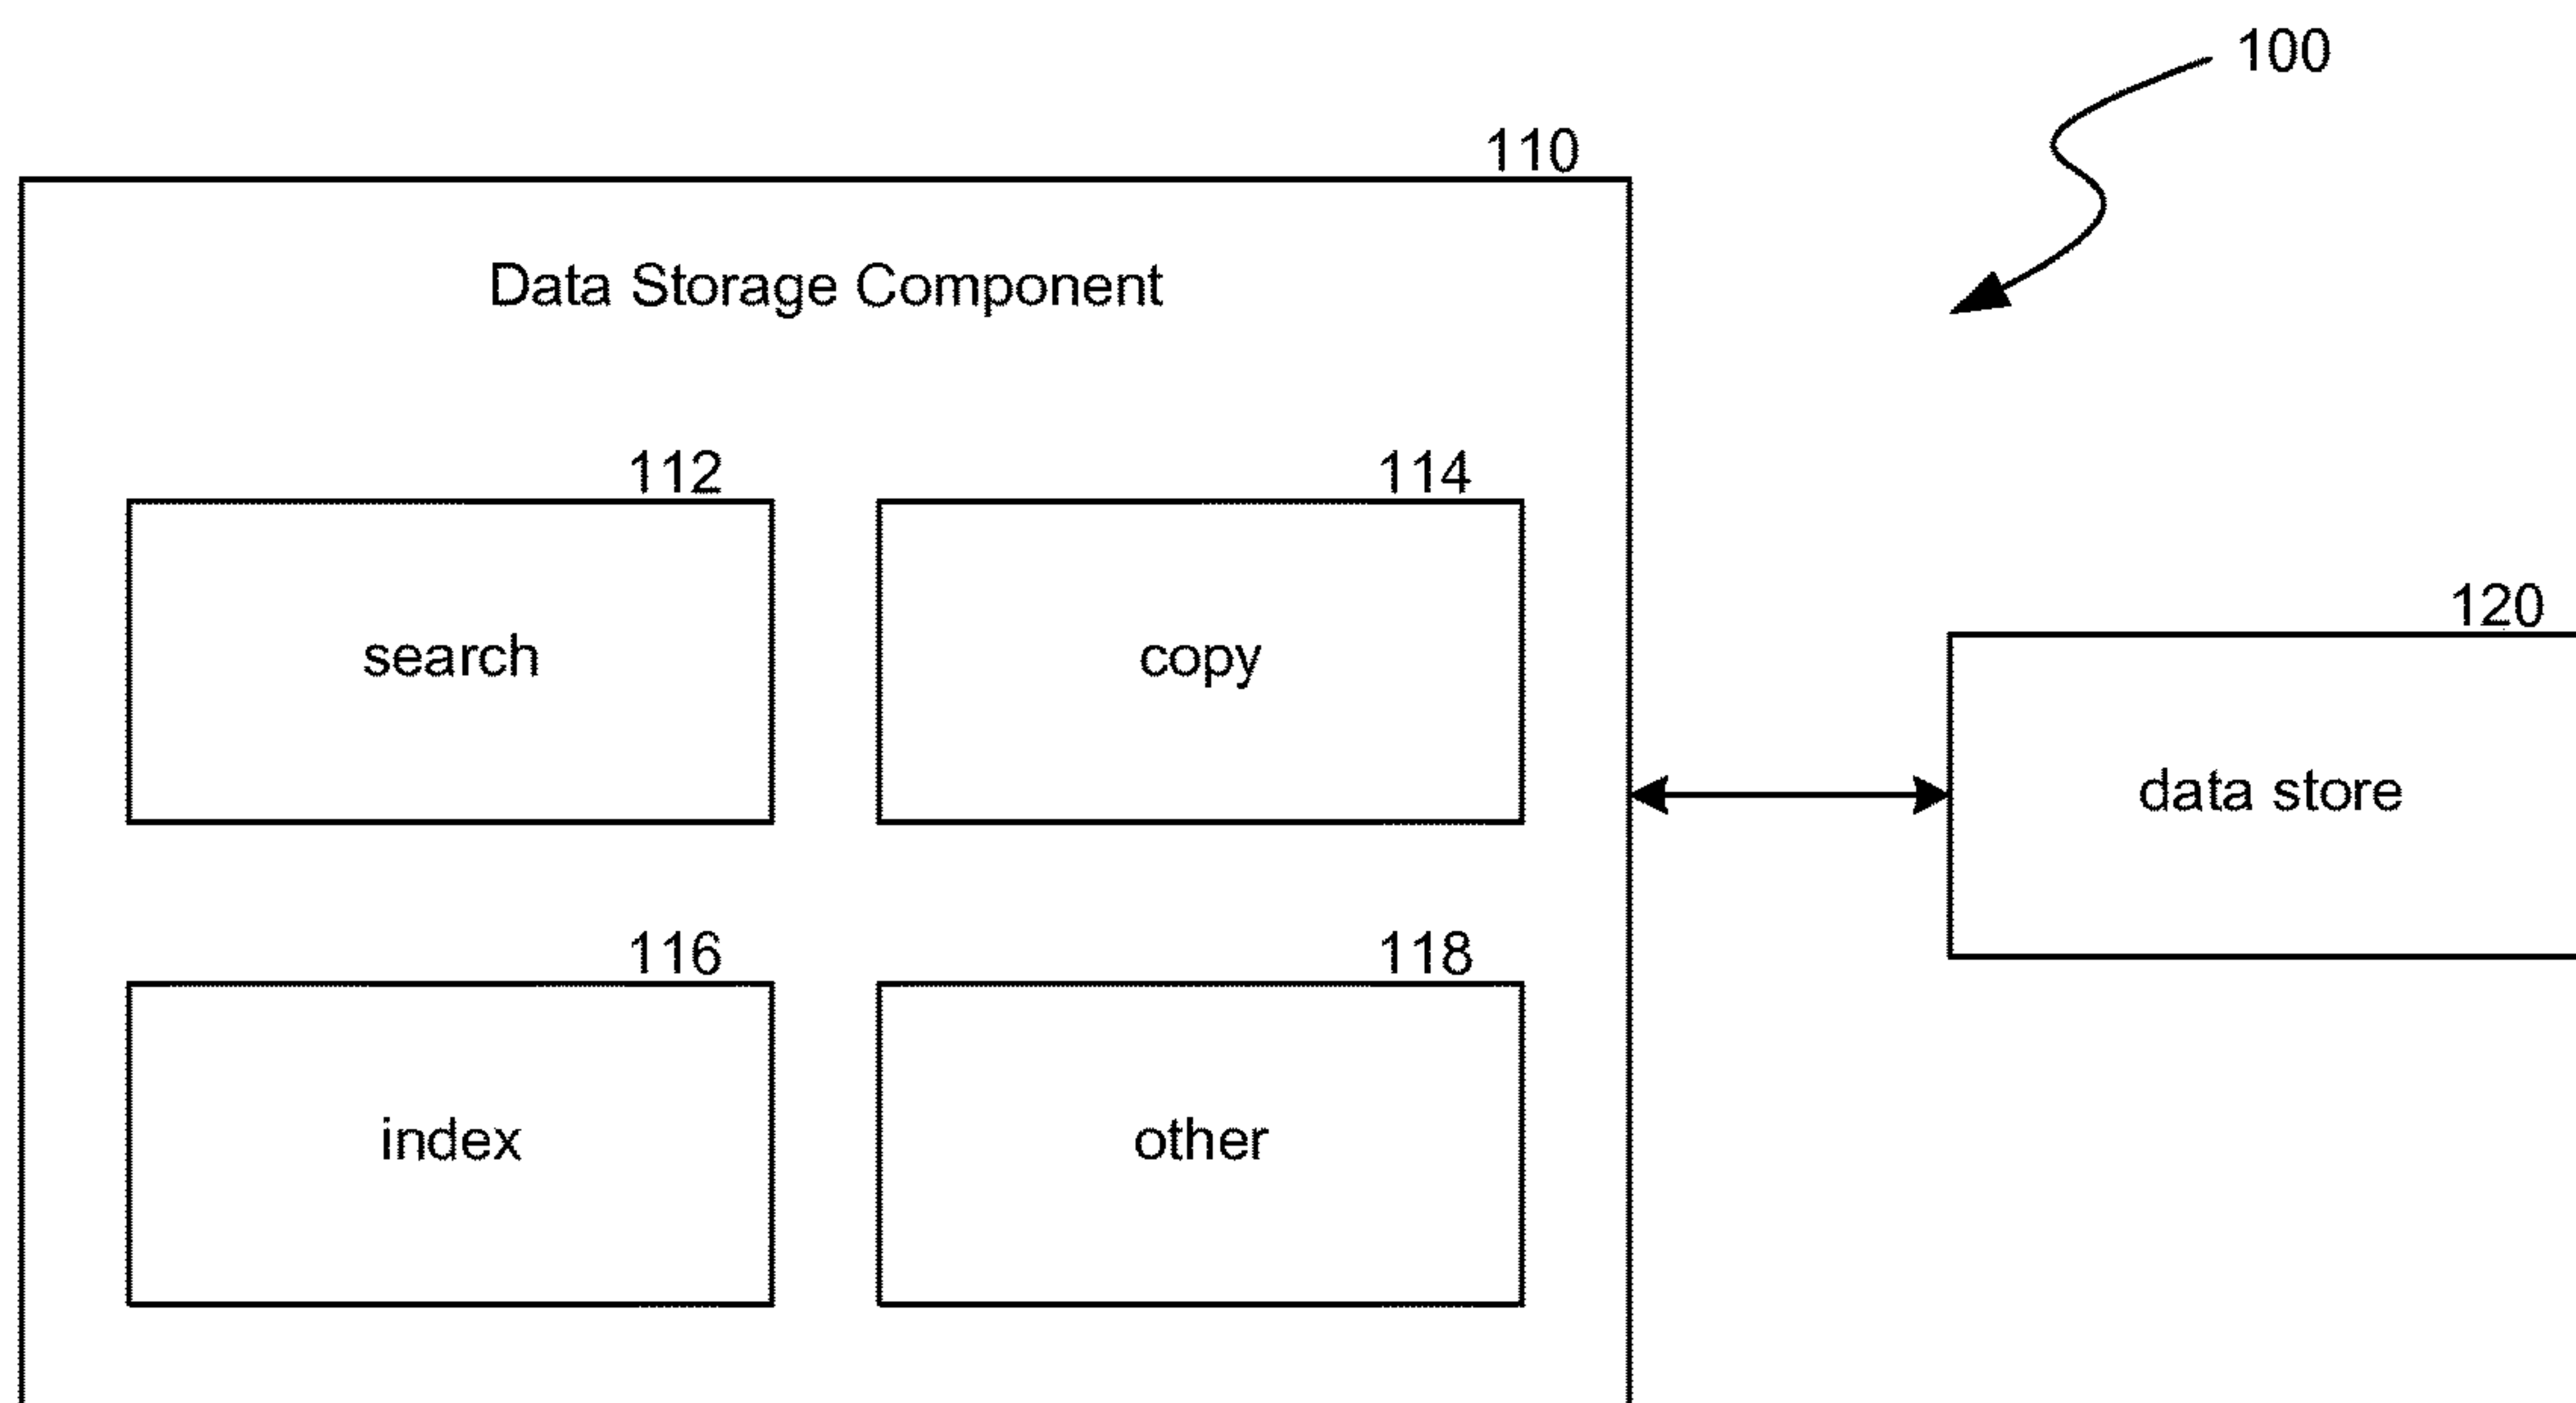 100
110
Data Storage Component
112
114
search
copy
120
data store
116
118
index
other